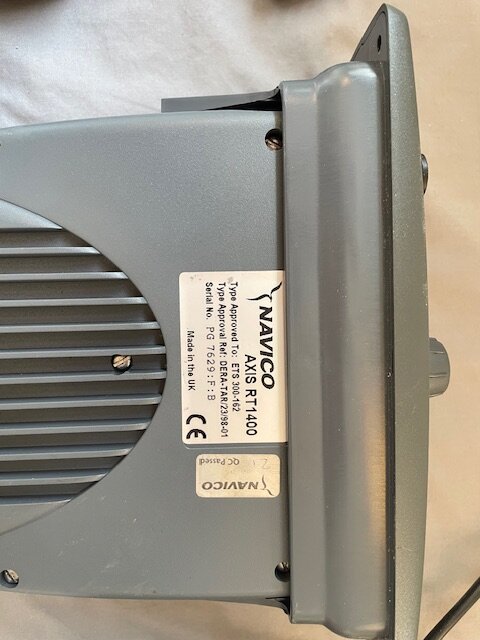 NAVICO
AXIS RT1400
Type Approved To: ETS 300-162
Type Approval Ref: DERA-TAR/23/98-01
Serial No. PG 7629:F:B
Made in the UK
CE
NAVICO
QC Passed